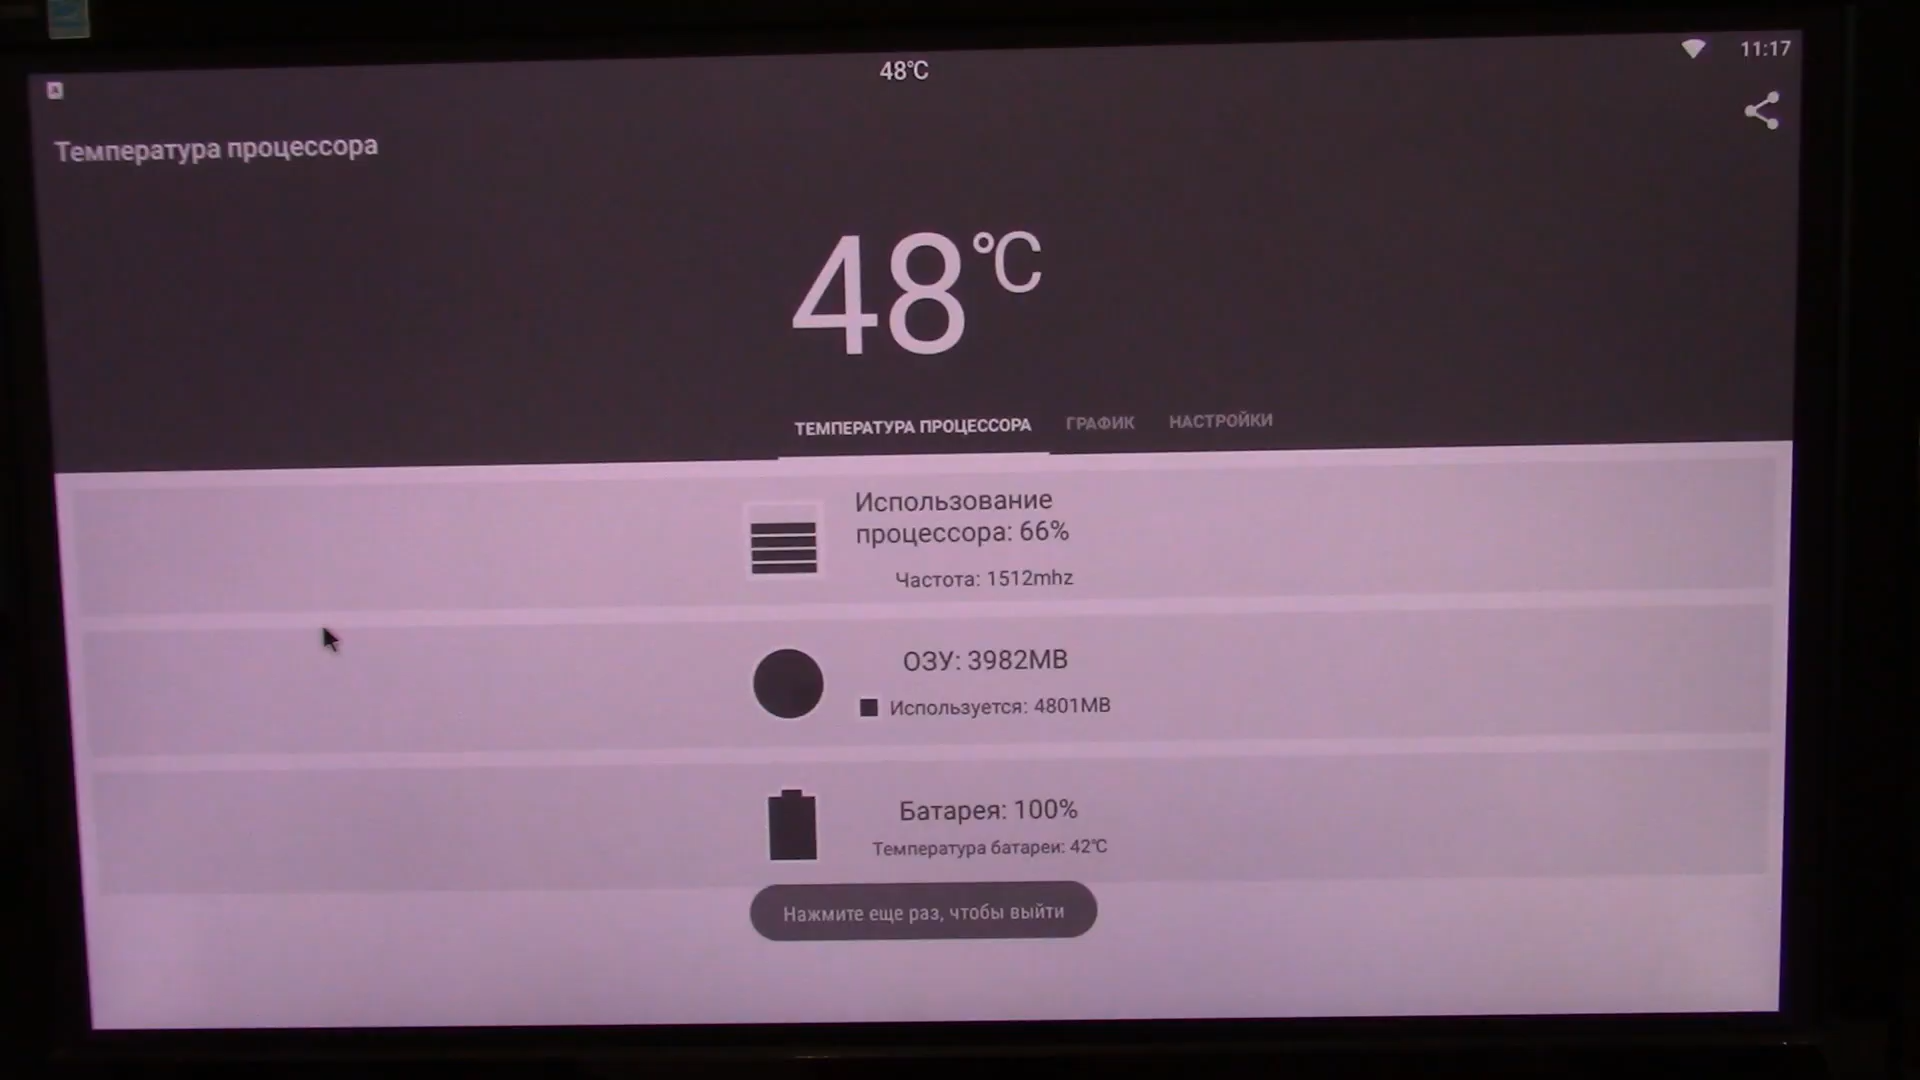 48℃
11:17
Температура процессора
48℃
ТЕМПЕРАТУРА ПРОЦЕССОРА
ГРАФИК
НАСТРОЙКИ
Использование
процессора: 66%
Частота: 1512mhz
ОЗУ: 3982MB
Используется: 4801MB
Батарея: 100%
Температура батареи: 42℃
Нажмите еще раз, чтобы выйти